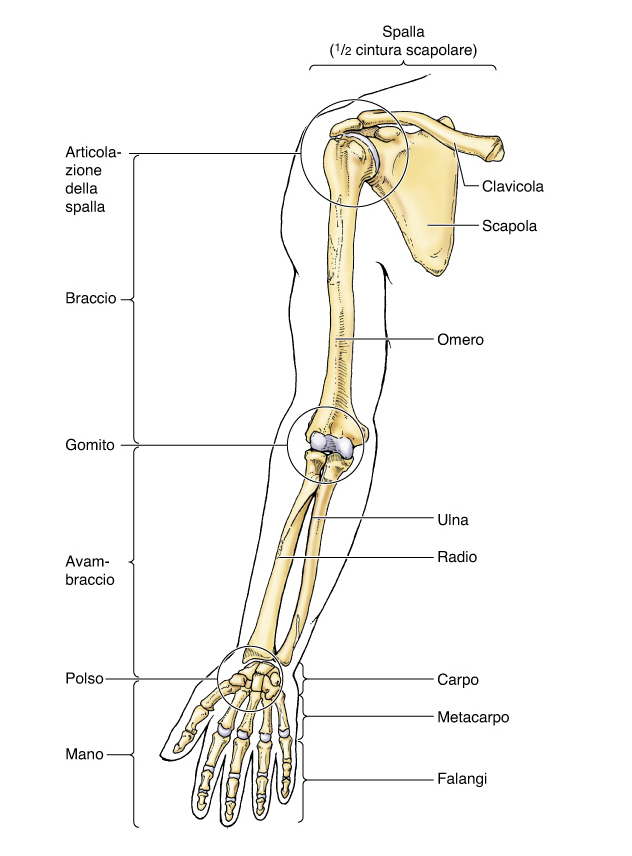 Spalla
(1/2 cintura scapolare)
Articola-
zione
della
spalla
Clavicola
Scapola
Braccio
Omero
Gomito
Ulna
Radio
Avam-
braccio
Polso
Carpo
Metacarpo
Mano
Falangi